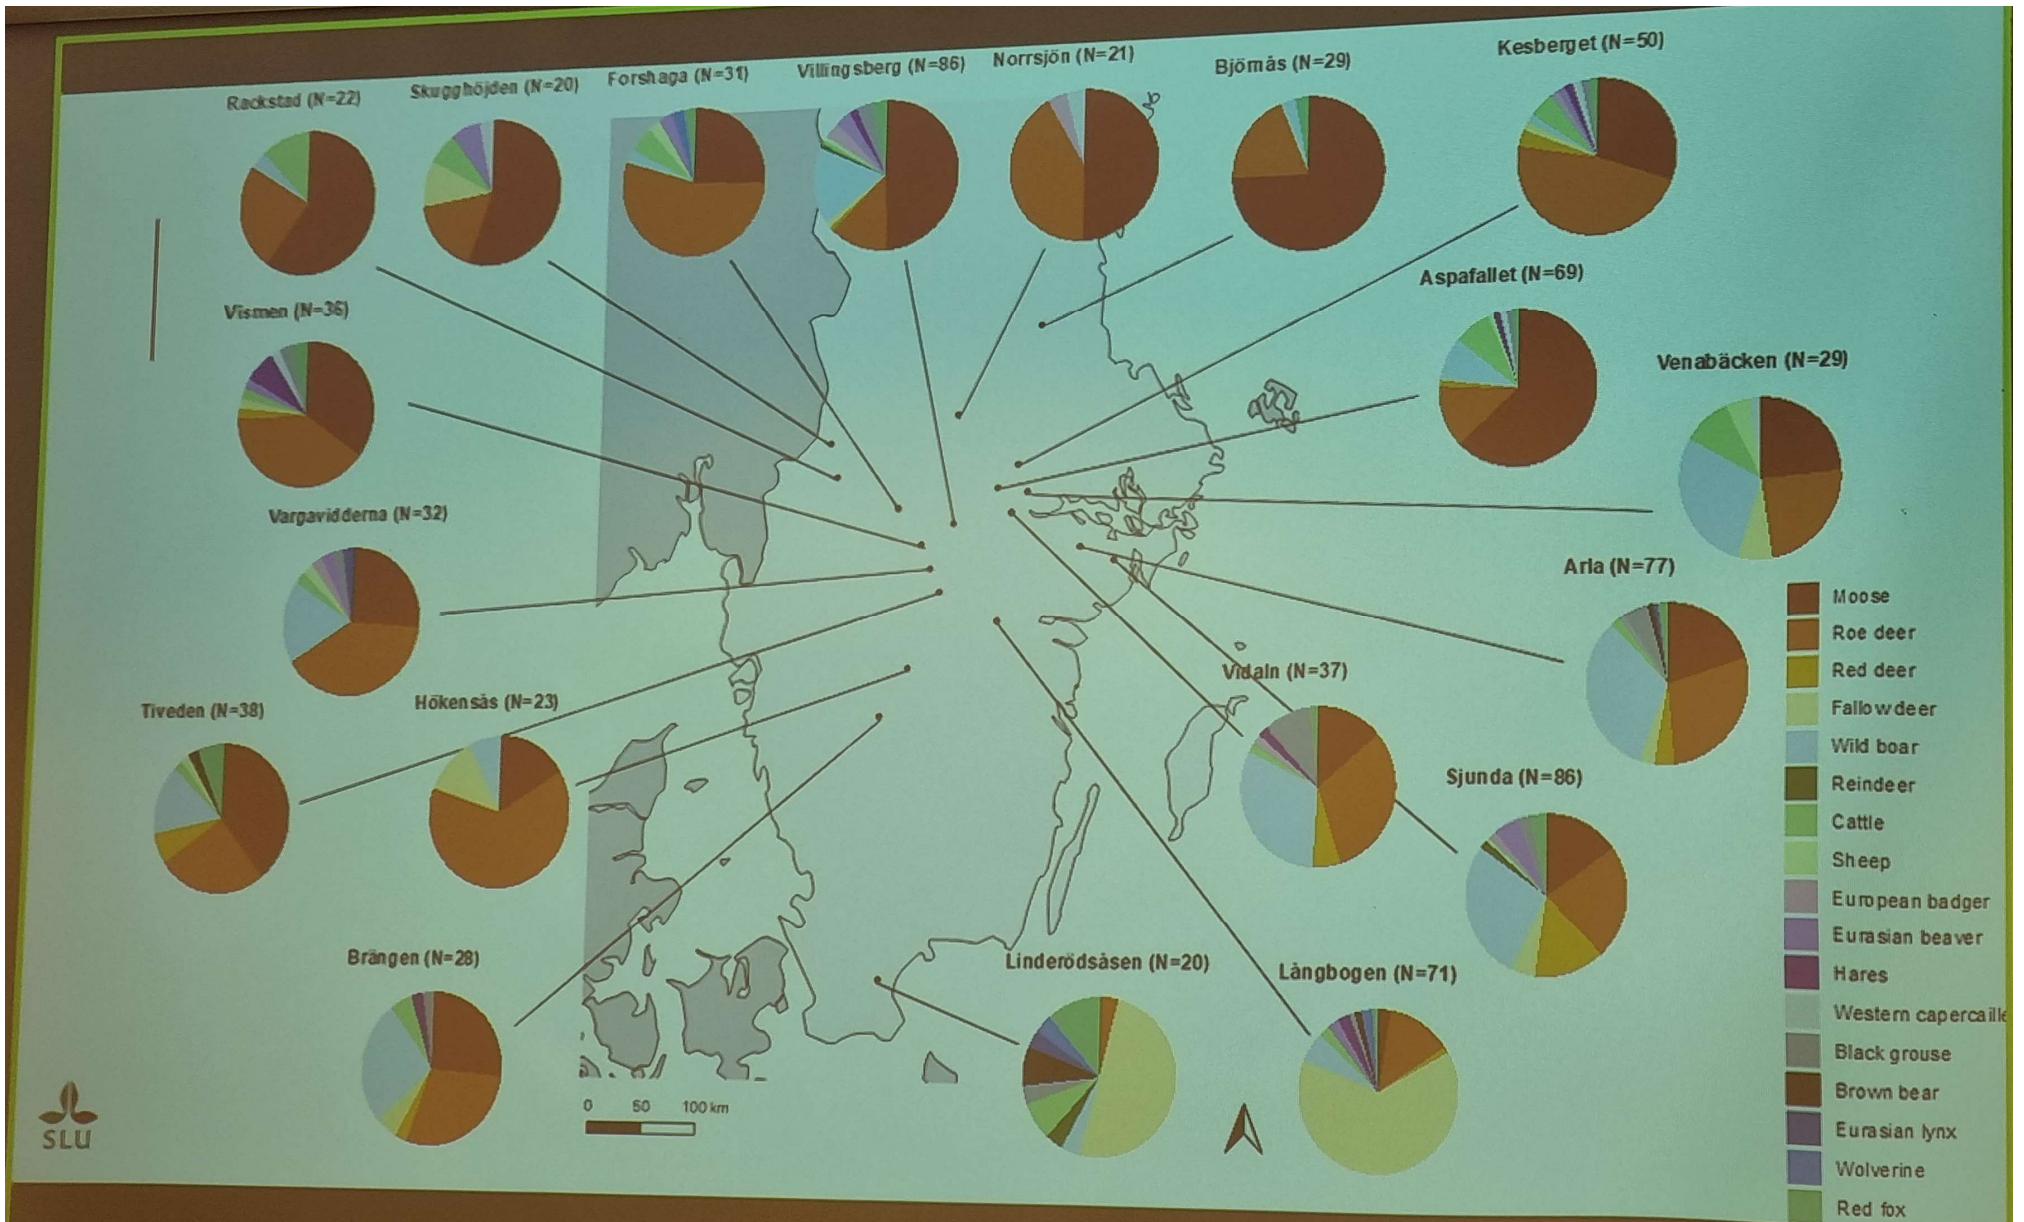 Rackstad (N=22)
Skugghöjden (N=20)
Forshaga (N=31)
Villingsberg (N=86)
Norrsjön (N=21)
Björnås (N=29)
Kesberget (N=50)
Vismen (N=36)
Aspafallet (N=69)
Venabäcken (N=29)
Vargavidderna (N=32)
Arla (N=77)
Tiveden (N=38)
Hökensås (N=23)
Vidaln (N=37)
Sjunda (N=86)
Brängen (N=28)
Linderödsåsen (N=20)
Långbogen (N=71)
Moose
Roe deer
Red deer
Fallow deer
Wild boar
Reindeer
Cattle
Sheep
European badger
Eurasian beaver
Hares
Western capercaille
Black grouse
Brown bear
Eurasian lynx
Wolverine
Red fox
0 50 100 km
SLU